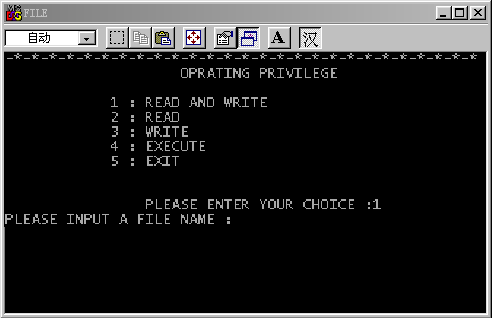 FILE
自动
A 汉
-*-*-*-*-*-*-*-*-*-*-*-*-*-*-*-*-*-*-*-*-*-*-*-*-*-*-*
OPRATING PRIVILEGE
1 : READ AND WRITE
2 : READ
3 : WRITE
4 : EXECUTE
5 : EXIT
PLEASE ENTER YOUR CHOICE :1
PLEASE INPUT A FILE NAME :